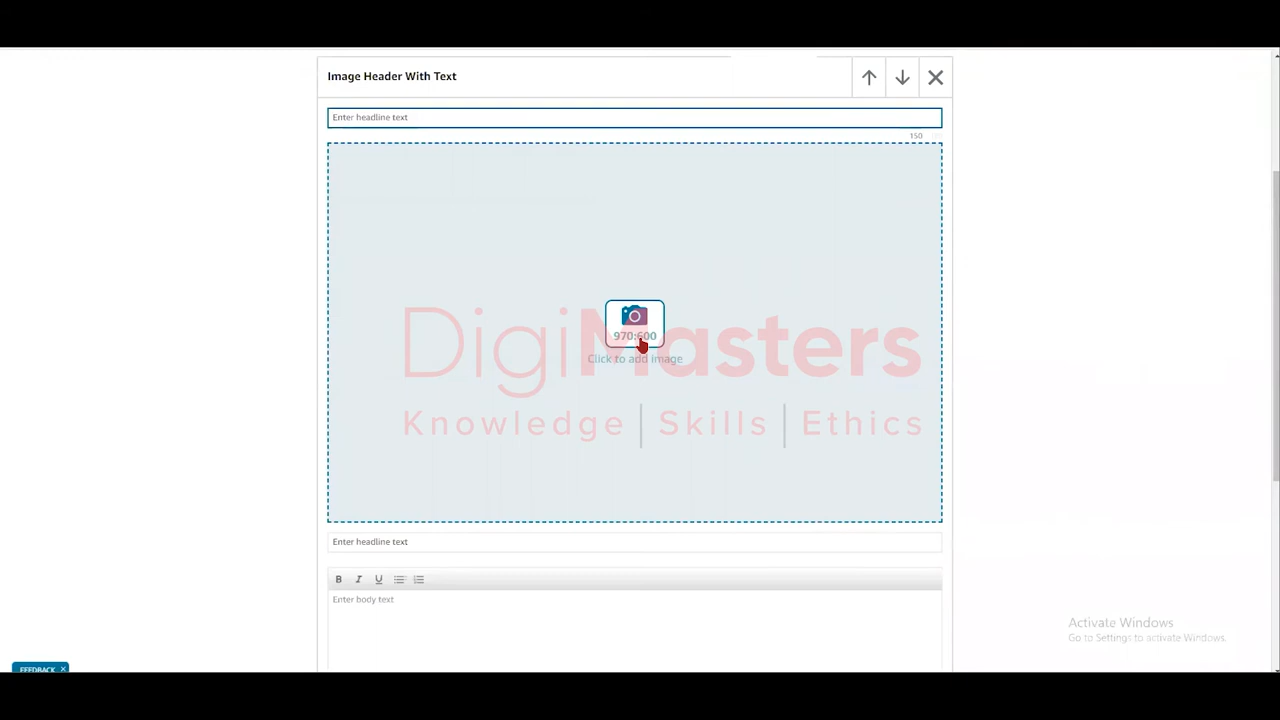 Image Header With Text
Enter headline text
150
970:600
Click to add image
DigiMasters
Knowledge | Skills | Ethics
Enter headline text
B I U
Enter body text
Activate Windows
Go to Settings to activate Windows.
FEEDBACK